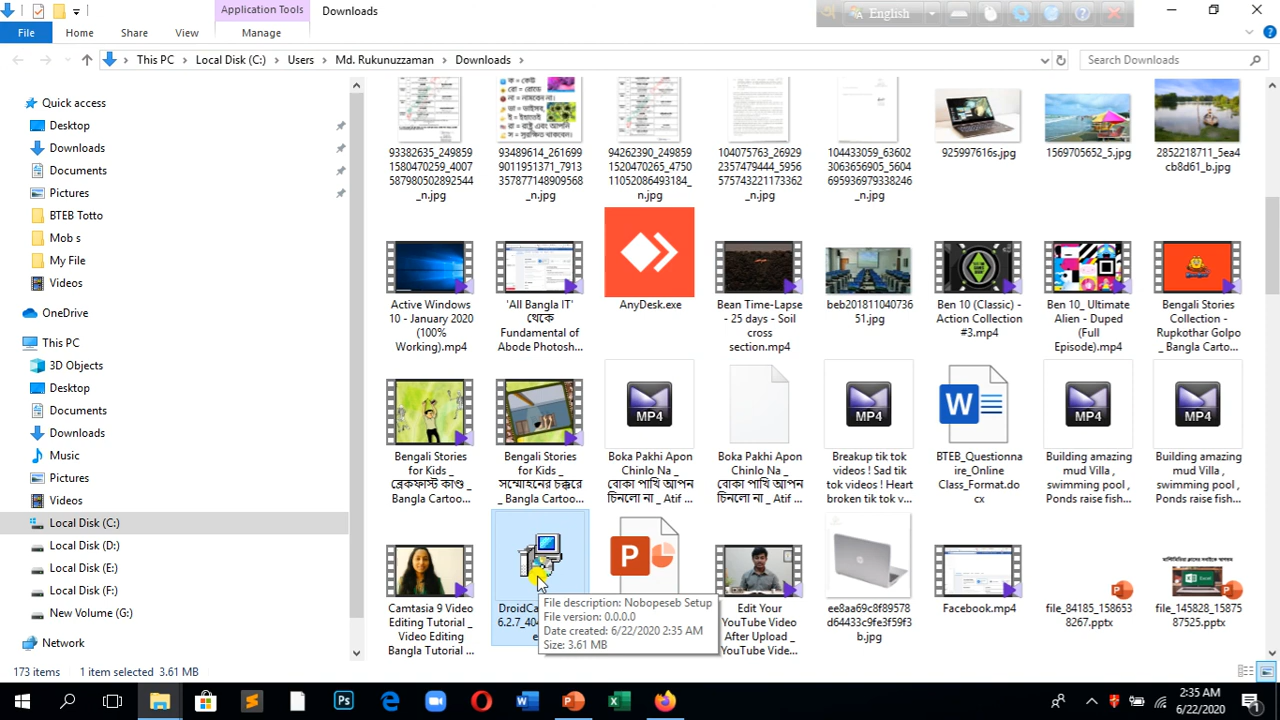 Application Tools
Downloads
English
File
Home
Share
View
Manage
This PC
Local Disk (C:)
Users
Md. Rukunuzzaman
Downloads
Search Downloads
Quick access
Desktop
Downloads
Documents
Pictures
BTEB Totto
Mob s
My File
Videos
OneDrive
This PC
3D Objects
Desktop
Documents
Downloads
Music
Pictures
Videos
Local Disk (C:)
Local Disk (D:)
Local Disk (E:)
Local Disk (F:)
New Volume (G:)
Network
93382635_249859
1580470259_4007
587980502892544
_n.jpg
93489614_261699
9011951371_7913
357877148909568
_n.jpg
94262390_249859
1520470265_4750
11052086493184_
n.jpg
104075763_26929
2357479444_5956
575743221173362
_n.jpg
104433059_63602
3063656905_5604
695936979338246
_n.jpg
925997616s.jpg
1569705652_5.jpg
2852218711_5ea4
cb8d61_b.jpg
Active Windows
10 - January 2020
(100%
Working).mp4
'All Bangla IT'
থেকে
Fundamental of
Abode Photosh...
AnyDesk.exe
Bean Time-Lapse
- 25 days - Soil
cross
section.mp4
beb201811040736
51.jpg
Ben 10 (Classic) -
Action Collection
#3.mp4
Ben 10_ Ultimate
Alien - Duped
(Full
Episode).mp4
Bengali Stories
Collection -
Rupkothar Golpo
_ Bangla Carto...
Bengali Stories
for Kids _
ব্রেকফাস্ট কাণ্ড _
Bangla Cartoo...
Bengali Stories
for Kids _
সম্মোহনের চক্করে
_ Bangla Cartoo...
MP4
Boka Pakhi Apon
Chinlo Na _
বোকা পাখি আপন
চিনলো না _ Atif ...
Boka Pakhi Apon
Chinlo Na _
বোকা পাখি আপন
চিনলো না _ Atif ...
MP4
Breakup tik tok
videos ! Sad tik
tok videos ! Heart
broken tik tok v...
W
BTEB_Questionna
ire_Online
Class_Format.do
cx
MP4
Building amazing
mud Villa ,
swimming pool ,
Ponds raise fish...
MP4
Building amazing
mud Villa ,
swimming pool ,
Ponds raise fish...
Camtasia 9 Video
Editing Tutorial _
Video Editing
Bangla Tutorial ...
File description: Nobopeseb Setup
File version: 0.0.0.0
Date created: 6/22/2020 2:35 AM
Size: 3.61 MB
P
Edit Your
YouTube Video
After Upload _
YouTube Video...
ee8aa69c8f89578
d64433c9fe3f59f3
b.jpg
Facebook.mp4
file_84185_158653
8267.pptx
Excel
file_145828_15875
87525.pptx
173 items
1 item selected 3.61 MB
2:35 AM
6/22/2020